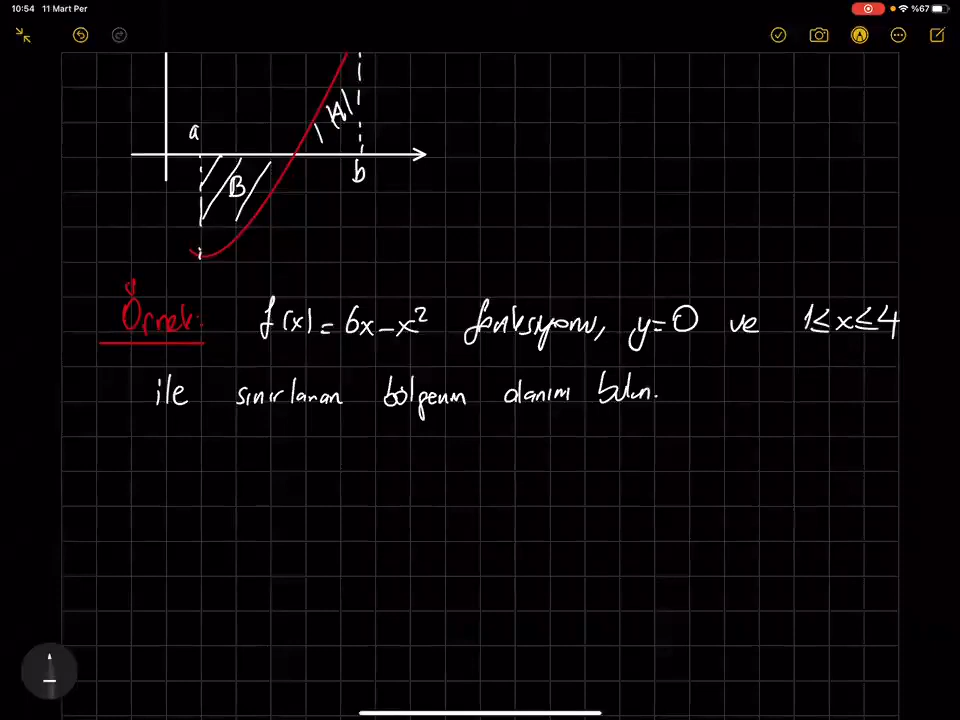 10:54 11 Mart Per %67
a
A
B
b
Örnek: f(x) = 6x - x² fonksiyonu, y=0 ve 1≤x≤4
ile sınırlanan bölgenin alanını bulun.